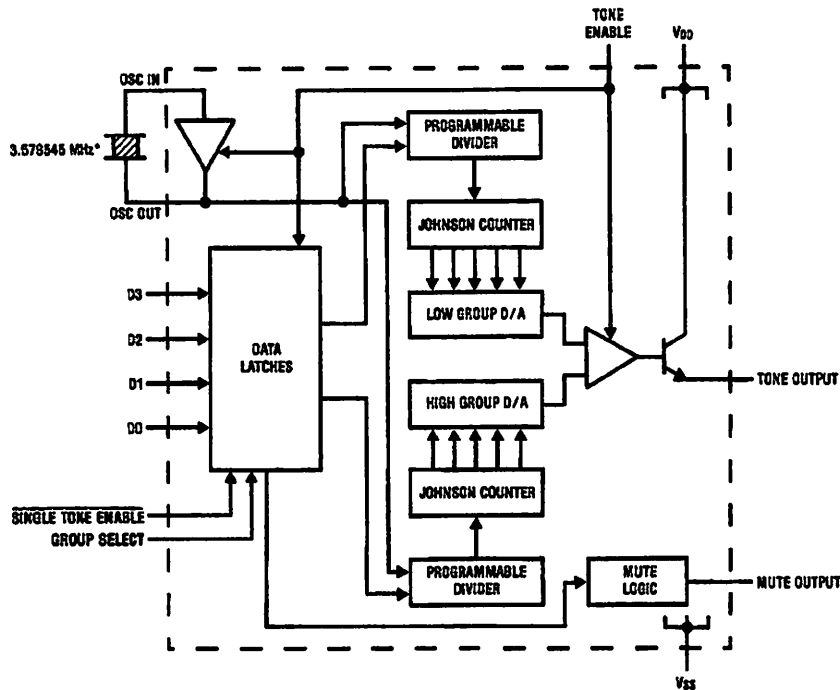 TONE
ENABLE
VDD
OSC IN
3.578545 MHz*
OSC OUT
PROGRAMMABLE
DIVIDER
JOHNSON COUNTER
LOW GROUP D/A
D3
D2
D1
D0
DATA
LATCHES
TONE OUTPUT
HIGH GROUP D/A
JOHNSON COUNTER
SINGLE TONE ENABLE
GROUP SELECT
PROGRAMMABLE
DIVIDER
MUTE
LOGIC
MUTE OUTPUT
VSS